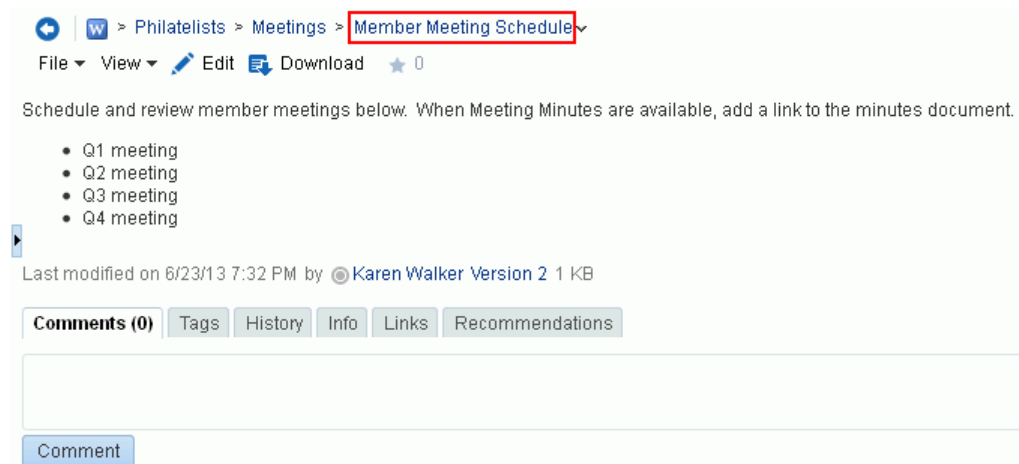 W > Philatelists > Meetings > Member Meeting Schedule
File View Edit Download 0
Schedule and review member meetings below. When Meeting Minutes are available, add a link to the minutes document.
• Q1 meeting
• Q2 meeting
• Q3 meeting
• Q4 meeting
Last modified on 6/23/13 7:32 PM by Karen Walker Version 2 1 KB
Comments (0) Tags History Info Links Recommendations
Comment